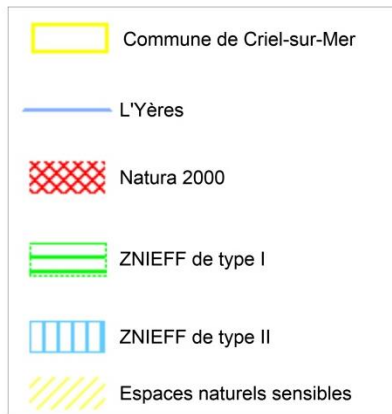 Commune de Criel-sur-Mer
L'Yères
Natura 2000
ZNIEFF de type I
ZNIEFF de type II
Espaces naturels sensibles